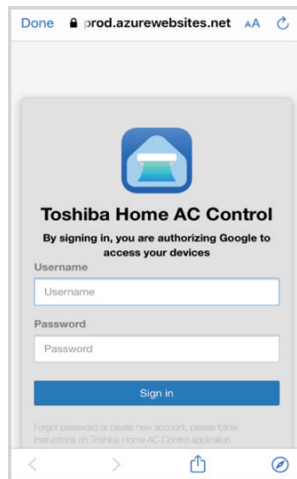 Done prod.azurewebsites.net AA
Toshiba Home AC Control
By signing in, you are authorizing Google to
access your devices
Username
Username
Password
Password
Sign in
Forgot password or create new account, please follow
instructions on Toshiba Home AC Control application